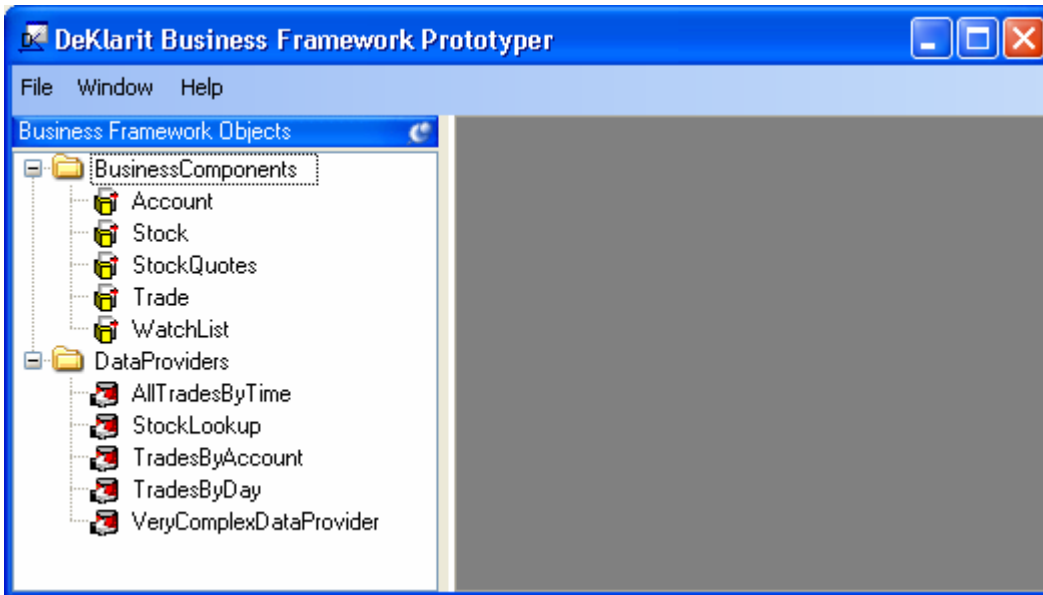 DeKlarit Business Framework Prototyper
File Window Help
Business Framework Objects
BusinessComponents
Account
Stock
StockQuotes
Trade
WatchList
DataProviders
AllTradesByTime
StockLookup
TradesByAccount
TradesByDay
VeryComplexDataProvider